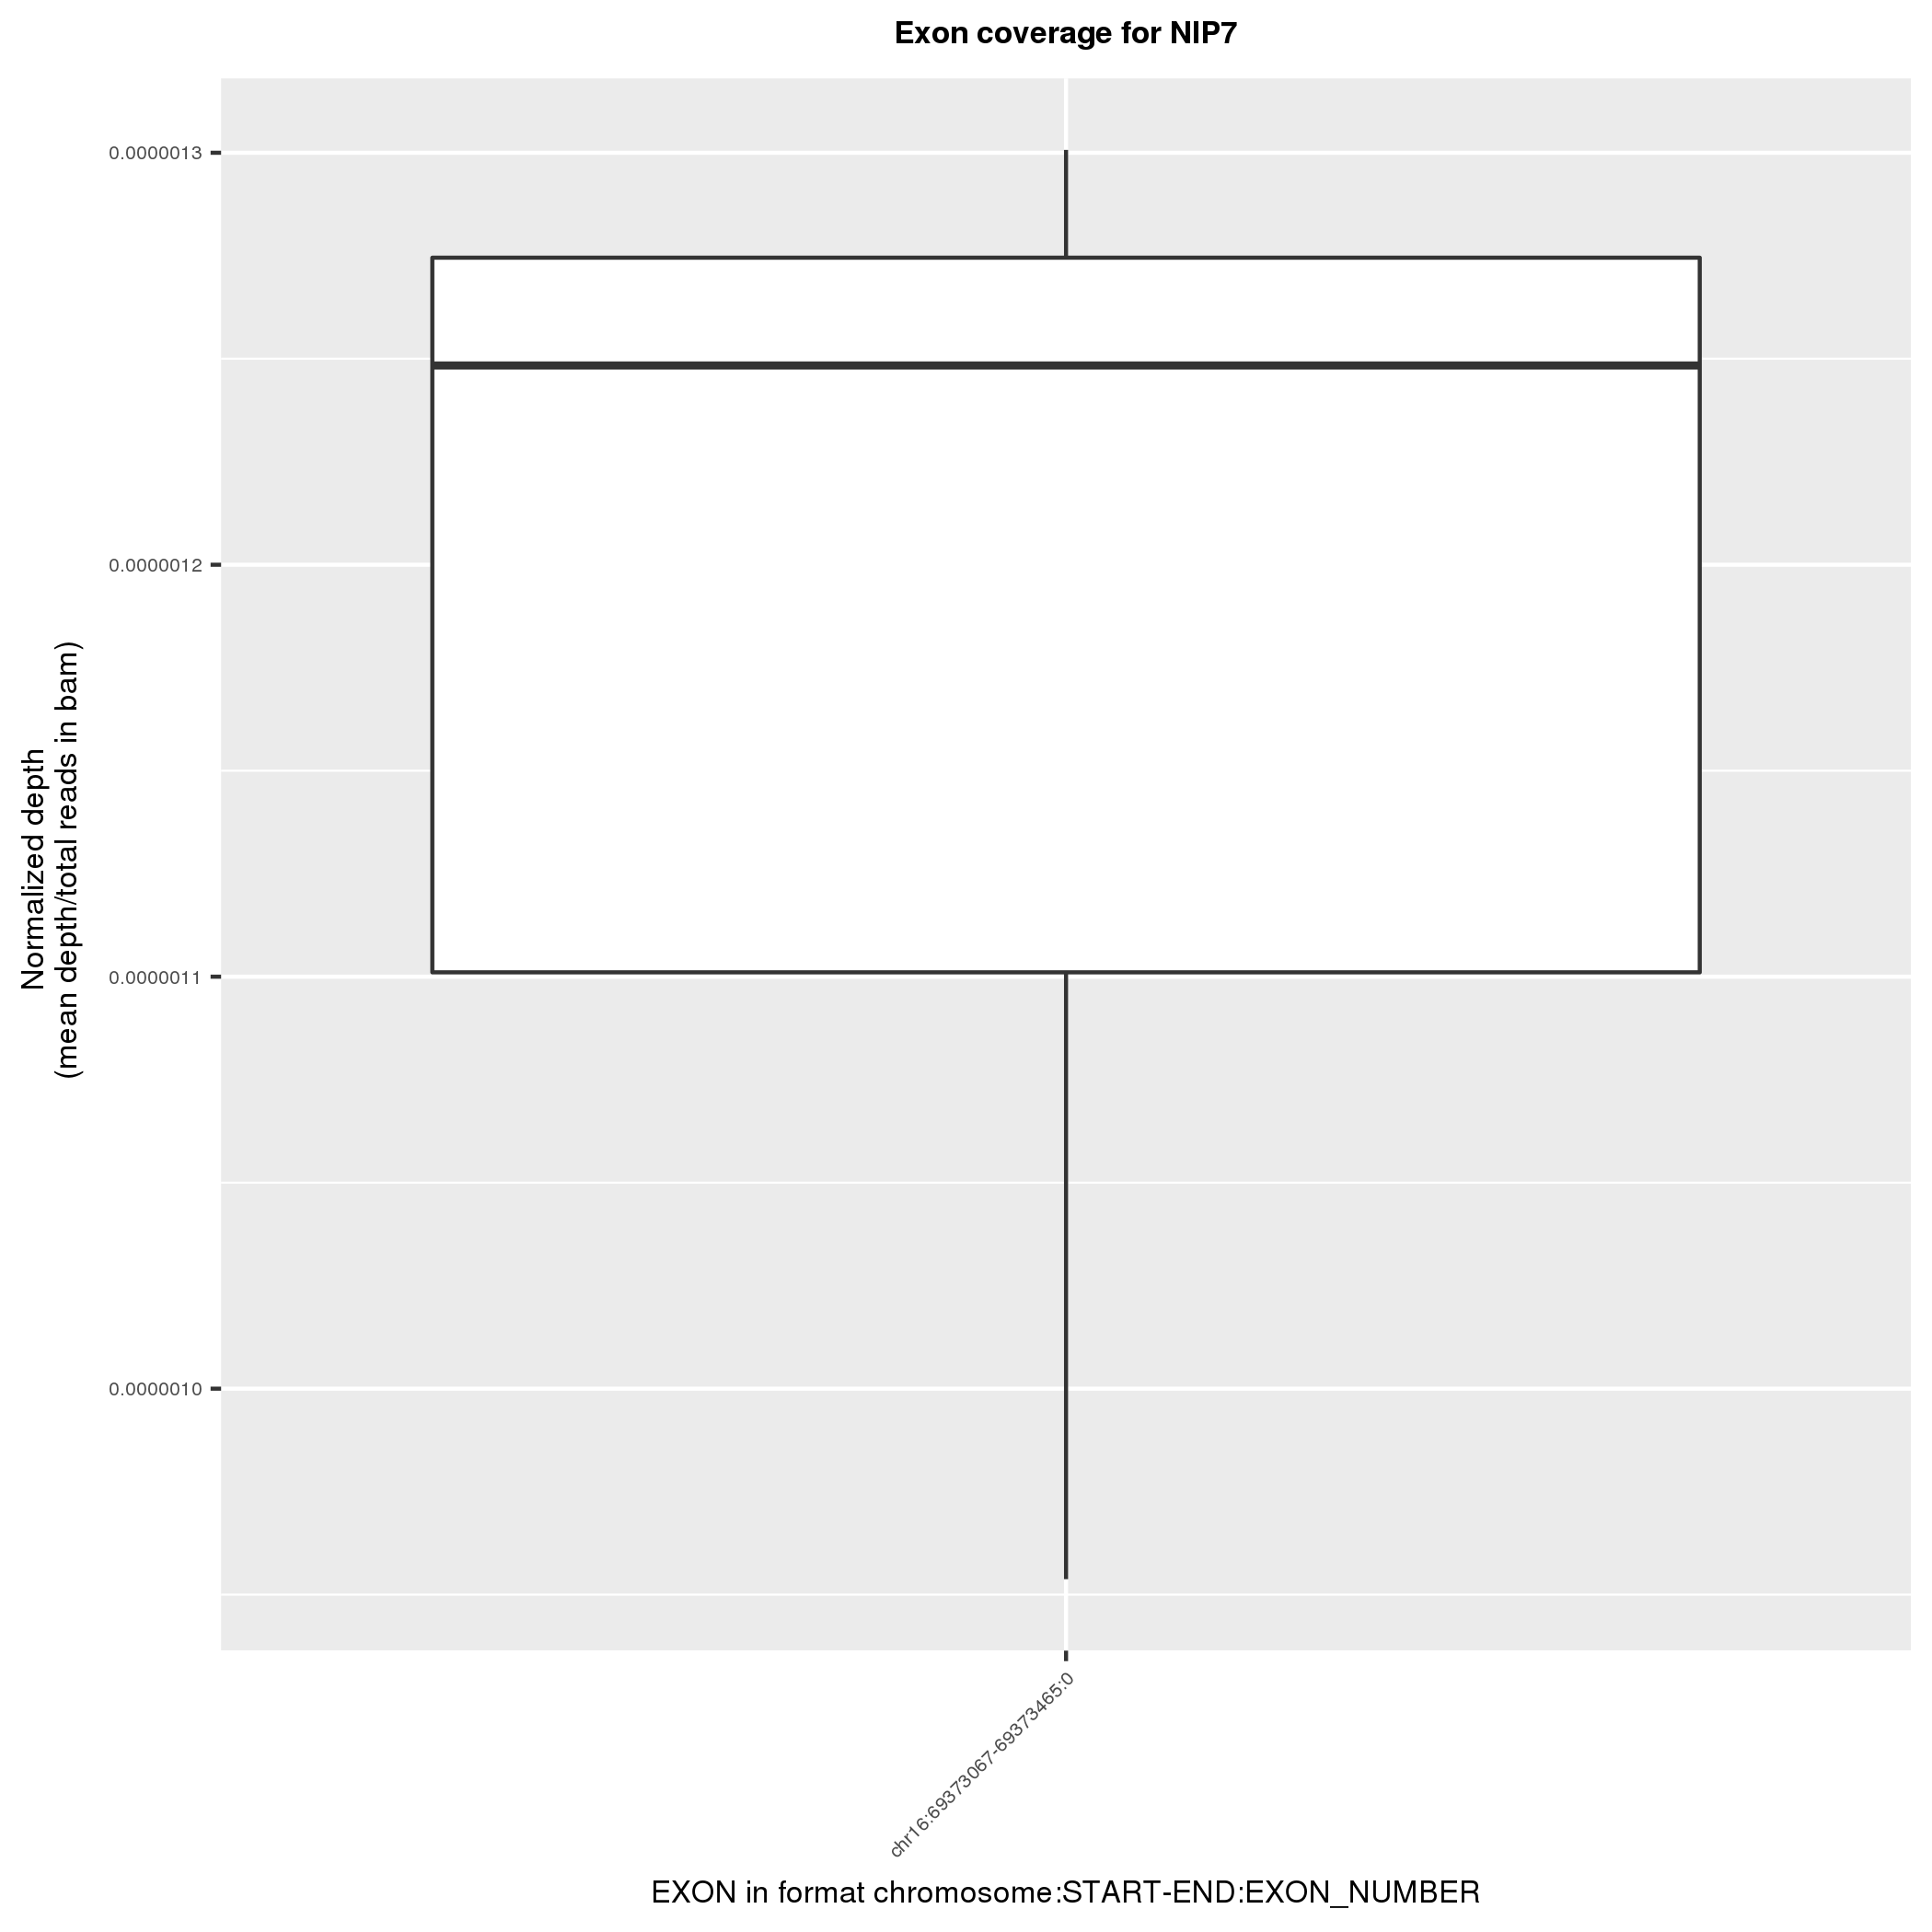 Exon coverage for NIP7
0.0000013
0.0000012
0.0000011
0.0000010
Normalized depth
(mean depth/total reads in bam)
chr16:69373067-69373465:0
EXON in format chromosome:START-END:EXON_NUMBER